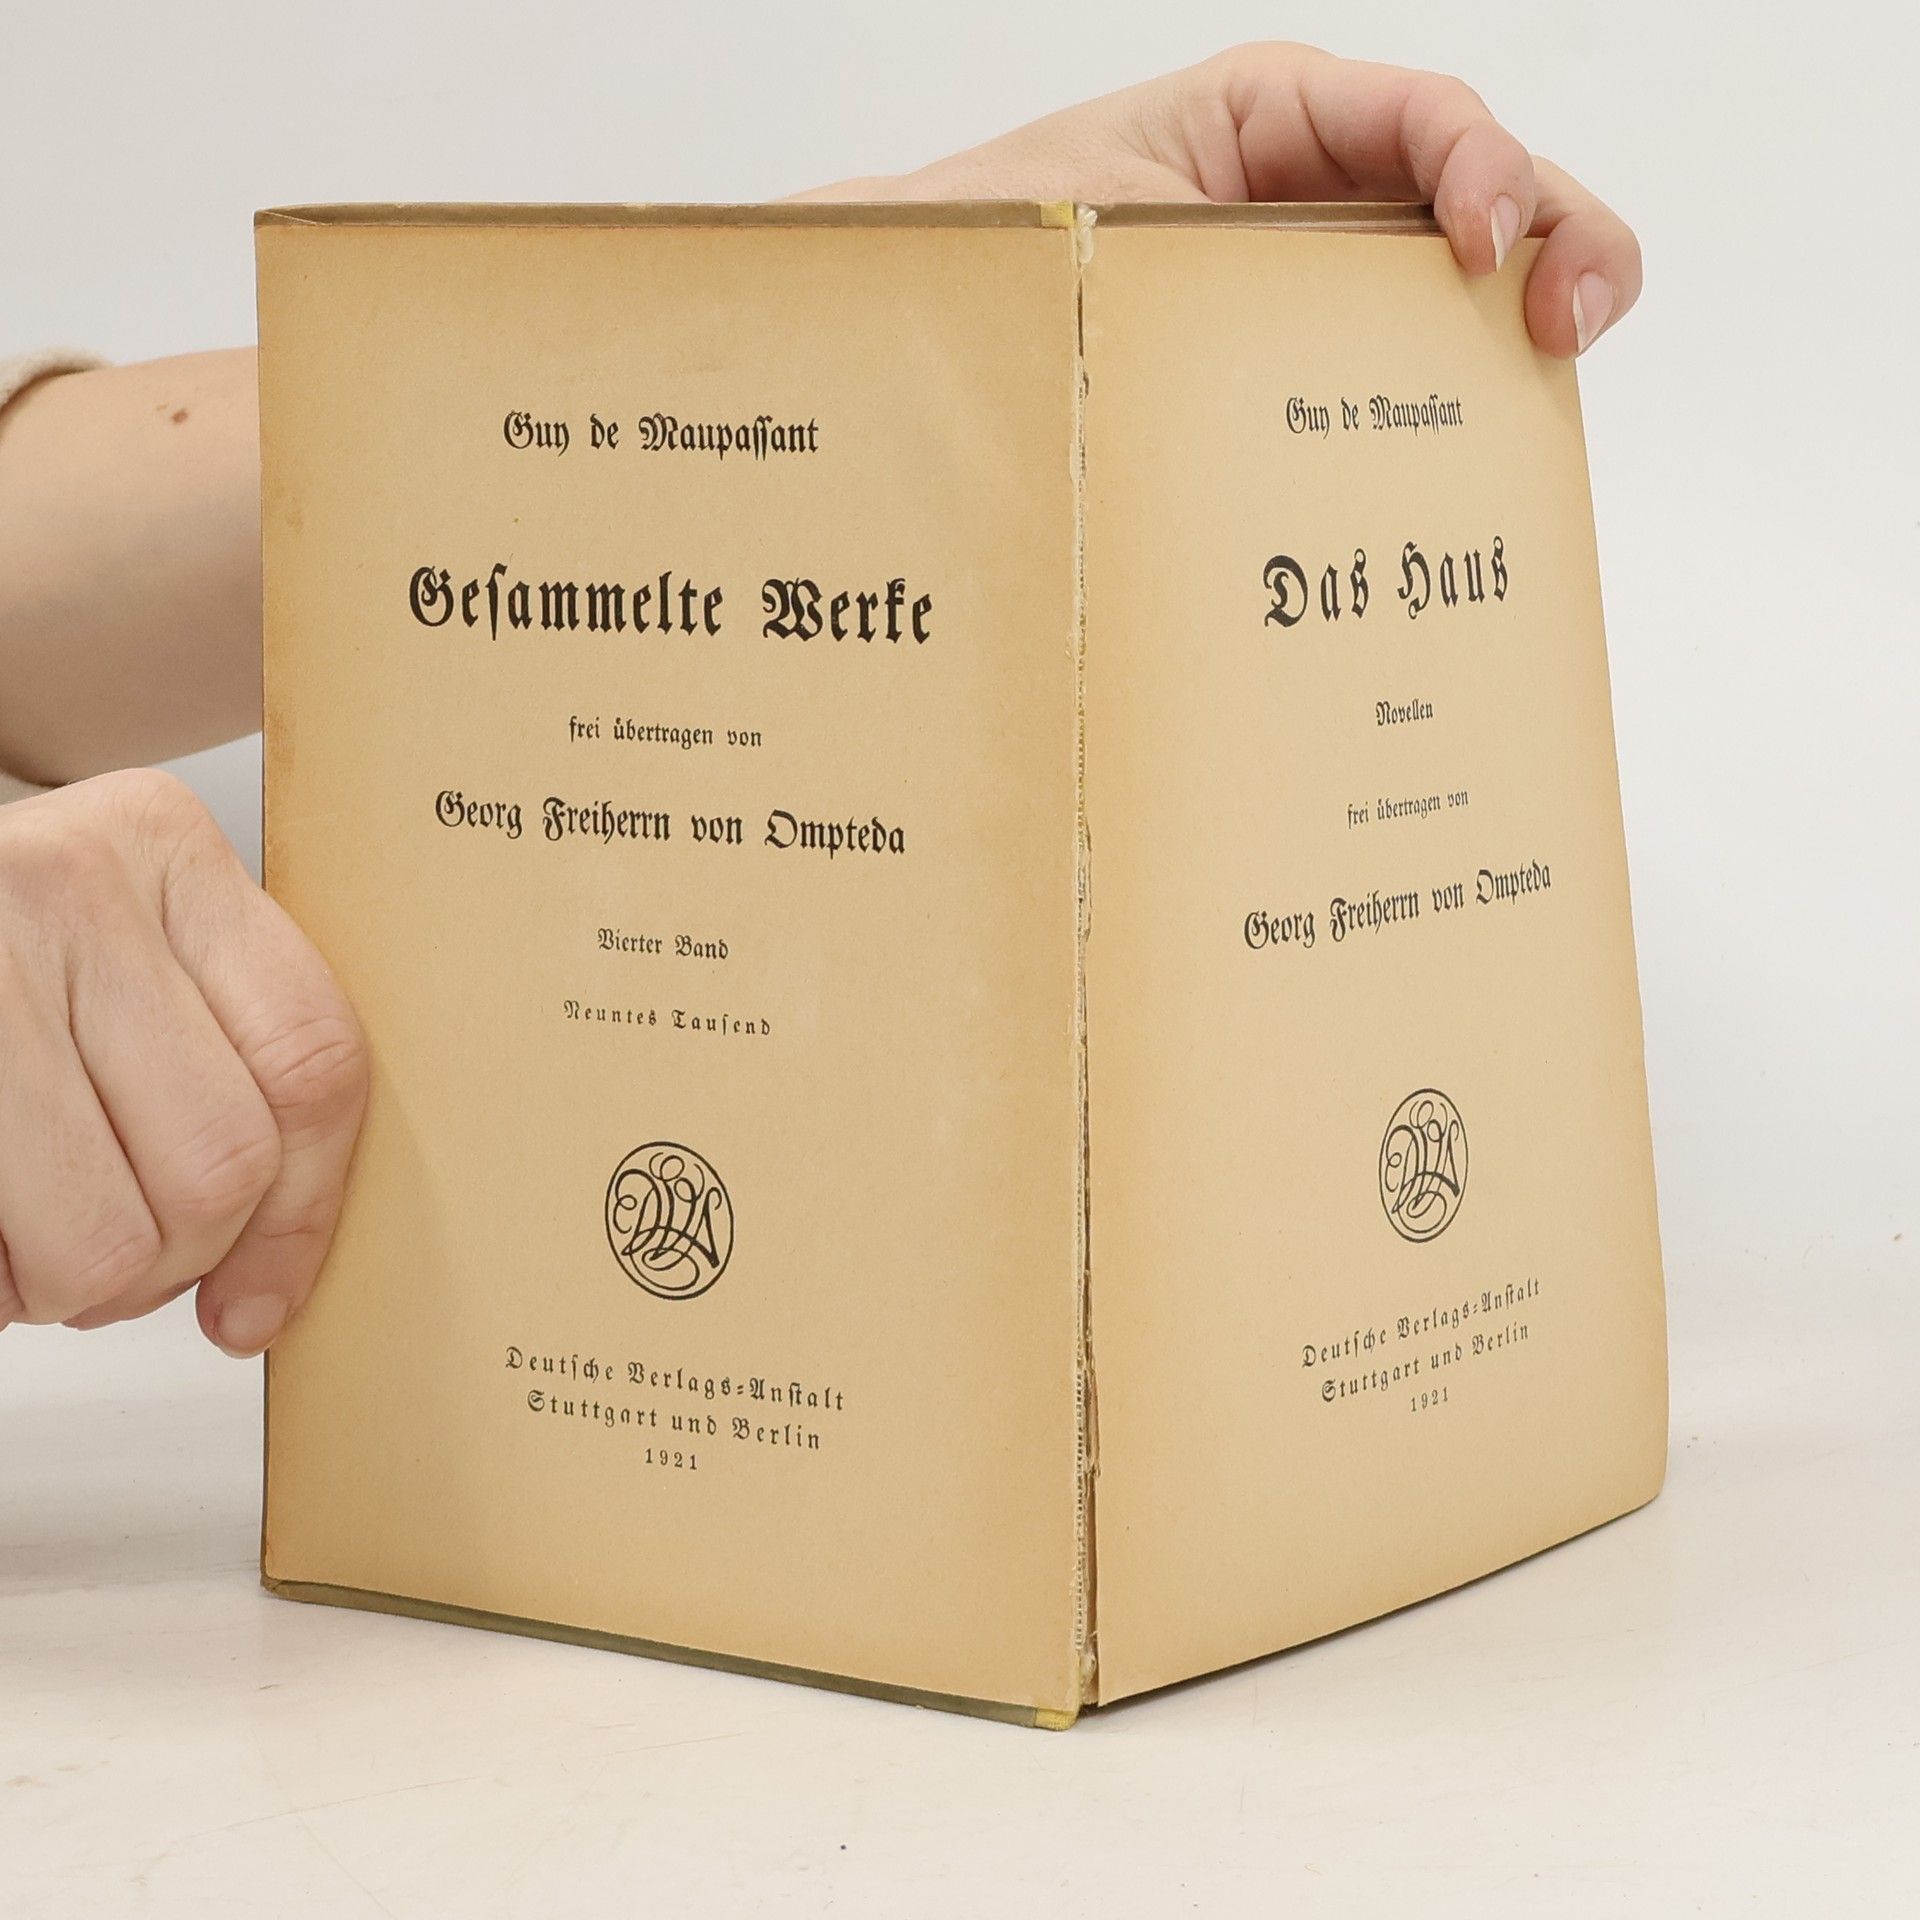 Guy de Maupaſſant
Geſammelte Werke
frei übertragen von
Georg Freiherrn von Ompteda
Vierter Band
Neuntes Tauſend
Deutſche Verlags-Anſtalt
Stuttgart und Berlin
1921
Guy de Maupaſſant
Das Haus
Novellen
frei übertragen von
Georg Freiherrn von Ompteda
Deutſche Verlags-Anſtalt
Stuttgart und Berlin
1921